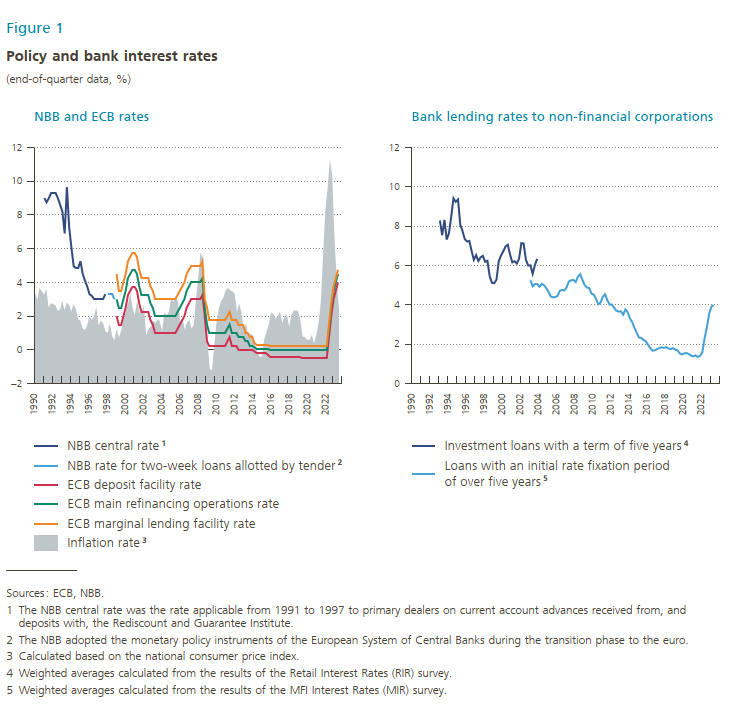 Figure 1
Policy and bank interest rates
(end-of-quarter data, %)
NBB and ECB rates
12
10
8
6
4
2
0
–2
1990
1992
1994
1996
1998
2000
2002
2004
2006
2008
2010
2012
2014
2016
2018
2020
2022
NBB central rate 1
NBB rate for two-week loans allotted by tender 2
ECB deposit facility rate
ECB main refinancing operations rate
ECB marginal lending facility rate
Inflation rate 3
Bank lending rates to non-financial corporations
12
10
8
6
4
2
0
1990
1992
1994
1996
1998
2000
2002
2004
2006
2008
2010
2012
2014
2016
2018
2020
2022
Investment loans with a term of five years 4
Loans with an initial rate fixation period
of over five years 5
Sources: ECB, NBB.
1 The NBB central rate was the rate applicable from 1991 to 1997 to primary dealers on current account advances received from, and
deposits with, the Rediscount and Guarantee Institute.
2 The NBB adopted the monetary policy instruments of the European System of Central Banks during the transition phase to the euro.
3 Calculated based on the national consumer price index.
4 Weighted averages calculated from the results of the Retail Interest Rates (RIR) survey.
5 Weighted averages calculated from the results of the MFI Interest Rates (MIR) survey.